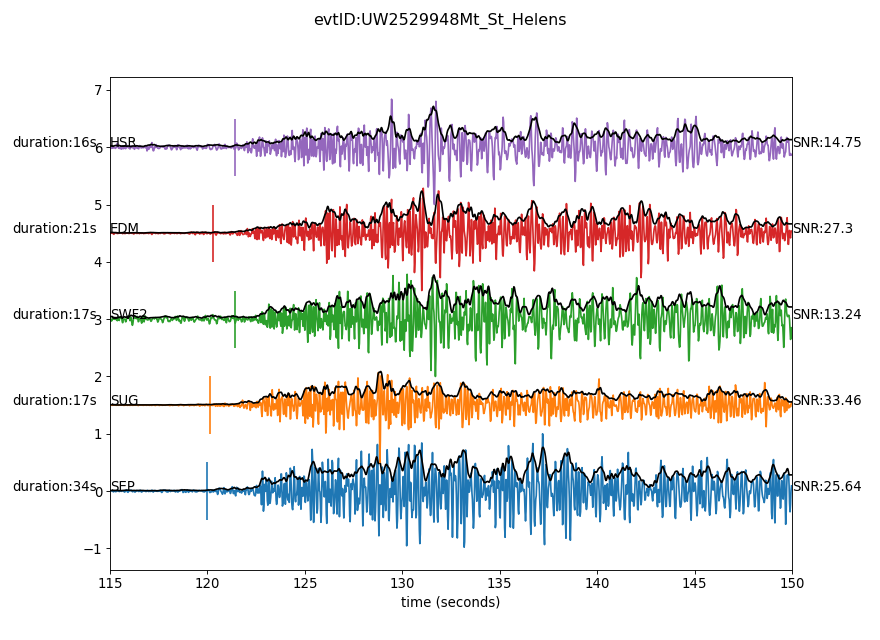 evtID:UW2529948Mt_St_Helens
7
duration:16s HSR SNR:14.75
6
5
duration:21s EDM SNR:27.3
4
duration:17s SWF2 SNR:13.24
3
2
duration:17s SUG SNR:33.46
1
duration:34s SEP SNR:25.64
0
−1
115 120 125 130 135 140 145 150
time (seconds)